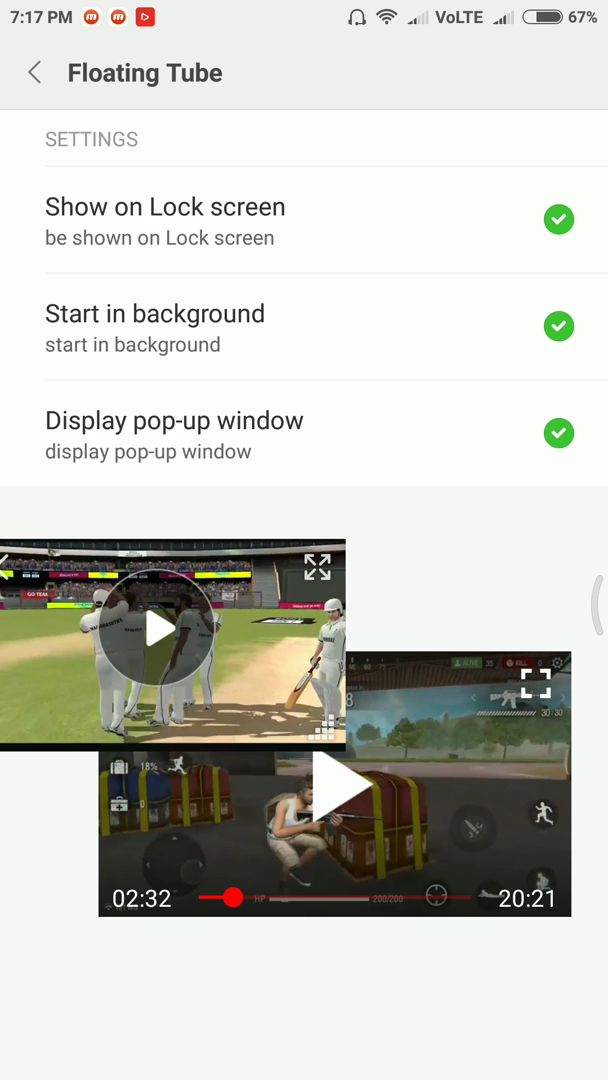 7:17 PM
VoLTE
67%
Floating Tube
SETTINGS
Show on Lock screen
be shown on Lock screen
Start in background
start in background
Display pop-up window
display pop-up window
GO TEAM
ALIVE 35
KILL 0
30/30
18%
0
HP
200/200
02:32
20:21